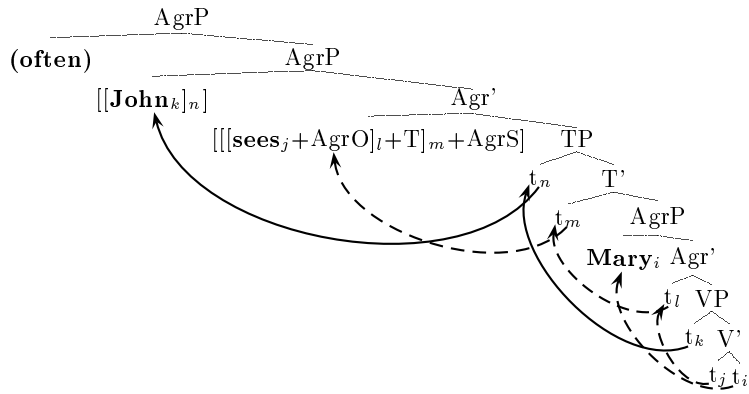 AgrP
(often) AgrP
[[John_k]_n] Agr'
[[[sees_j+AgrO]_l+T]_m+AgrS] TP
t_n T'
t_m AgrP
Mary_i Agr'
t_l VP
t_k V'
t_j t_i